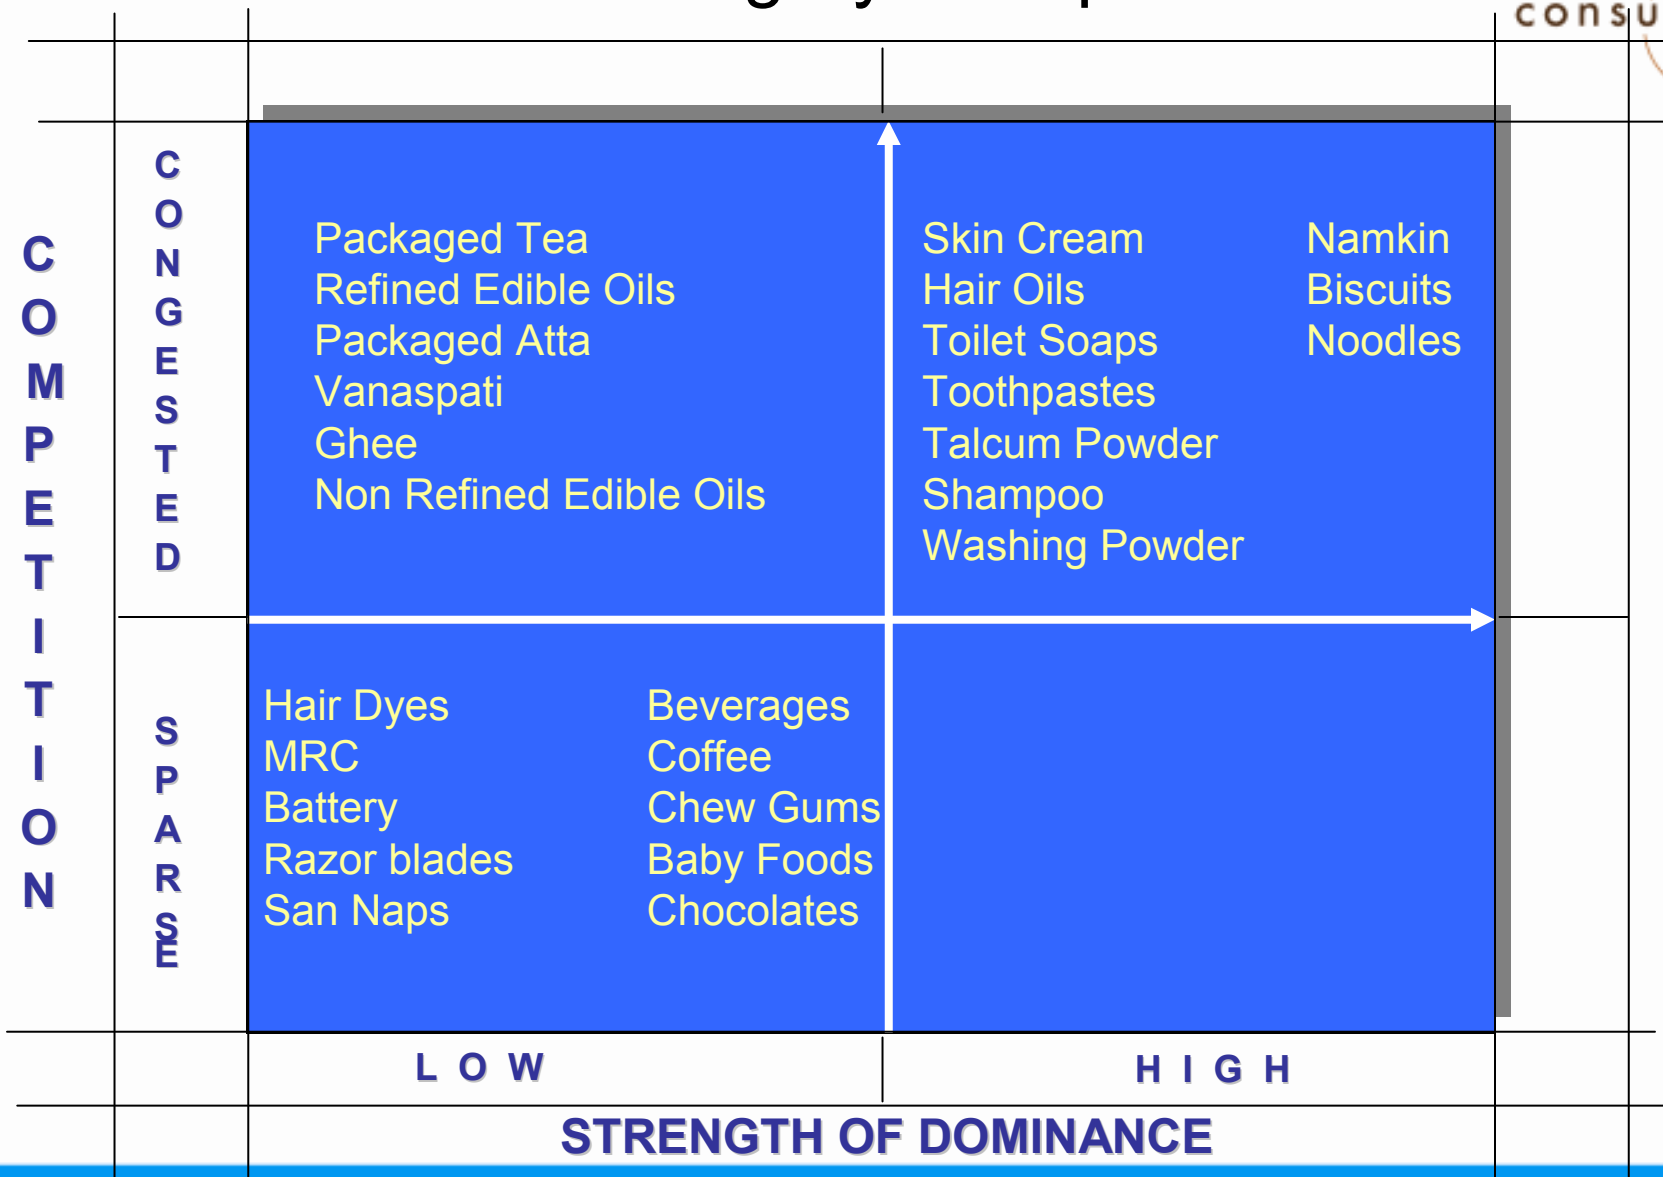 consu
COMPETITION
CONGESTED
Packaged Tea
Refined Edible Oils
Packaged Atta
Vanaspati
Ghee
Non Refined Edible Oils
Skin Cream
Hair Oils
Toilet Soaps
Toothpastes
Talcum Powder
Shampoo
Washing Powder
Namkin
Biscuits
Noodles
SPARSE
Hair Dyes
MRC
Battery
Razor blades
San Naps
Beverages
Coffee
Chew Gums
Baby Foods
Chocolates
LOW
HIGH
STRENGTH OF DOMINANCE